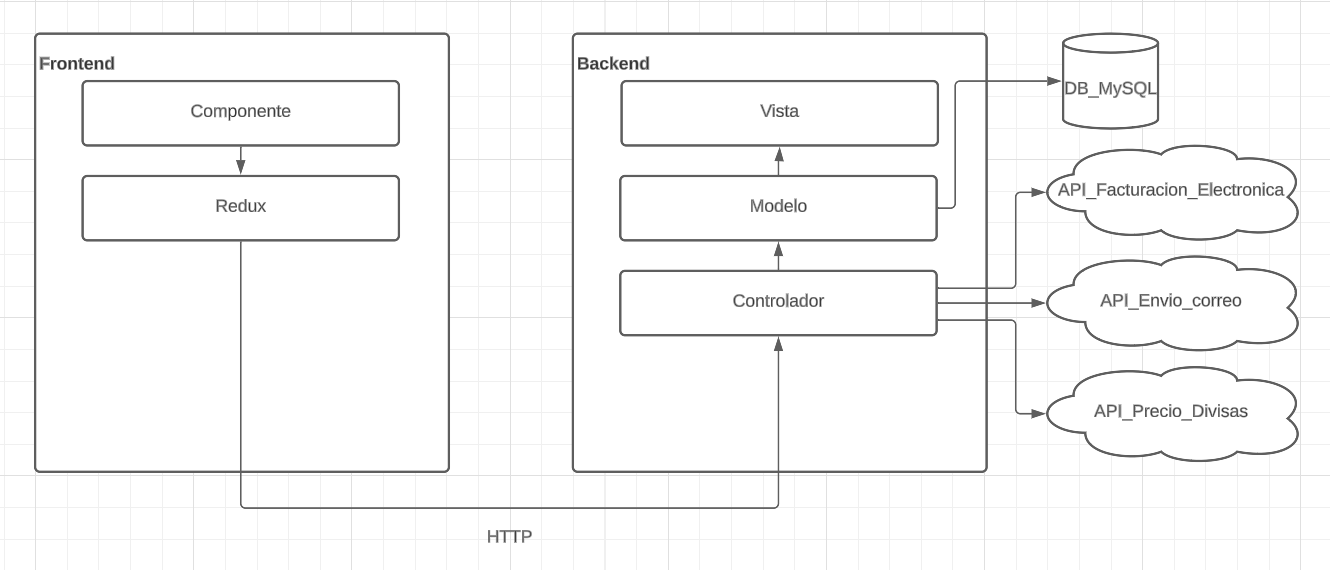 Frontend
Componente
Redux
Backend
Vista
Modelo
Controlador
DB_MySQL
API_Facturacion_Electronica
API_Envio_correo
API_Precio_Divisas
HTTP